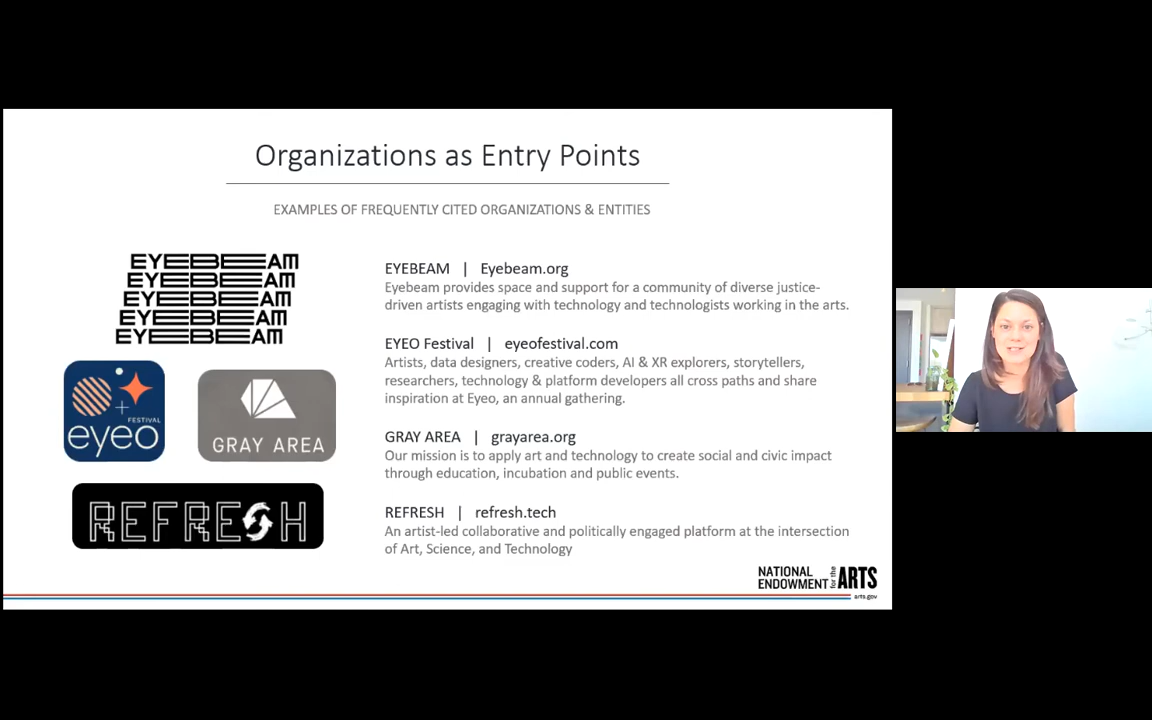 Organizations as Entry Points
EXAMPLES OF FREQUENTLY CITED ORGANIZATIONS & ENTITIES
EYEBEAM
EYEBEAM
EYEBEAM
EYEBEAM
EYEBEAM
FESTIVAL
eyeo
GRAY AREA
REFRESH
EYEBEAM | Eyebeam.org
Eyebeam provides space and support for a community of diverse justice-
driven artists engaging with technology and technologists working in the arts.
EYEO Festival | eyeofestival.com
Artists, data designers, creative coders, AI & XR explorers, storytellers,
researchers, technology & platform developers all cross paths and share
inspiration at Eyeo, an annual gathering.
GRAY AREA | grayarea.org
Our mission is to apply art and technology to create social and civic impact
through education, incubation and public events.
REFRESH | refresh.tech
An artist-led collaborative and politically engaged platform at the intersection
of Art, Science, and Technology
NATIONAL
ENDOWMENT for the ARTS
arts.gov